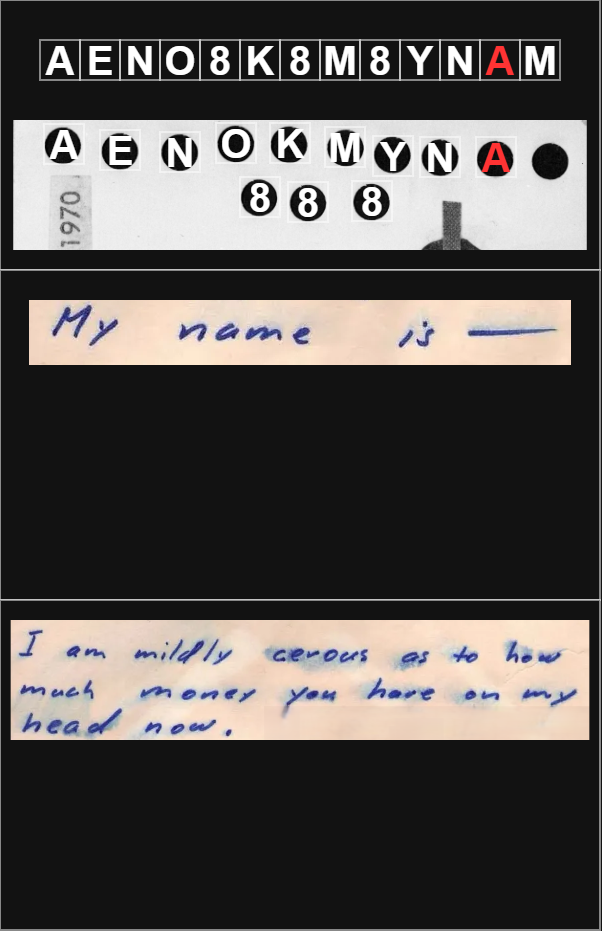 AENO8K8M8YNAM
A E N O K M Y N A
8 8 8
1970
My name is —
I am mildly cerous as to how
much money you have on my
head now.